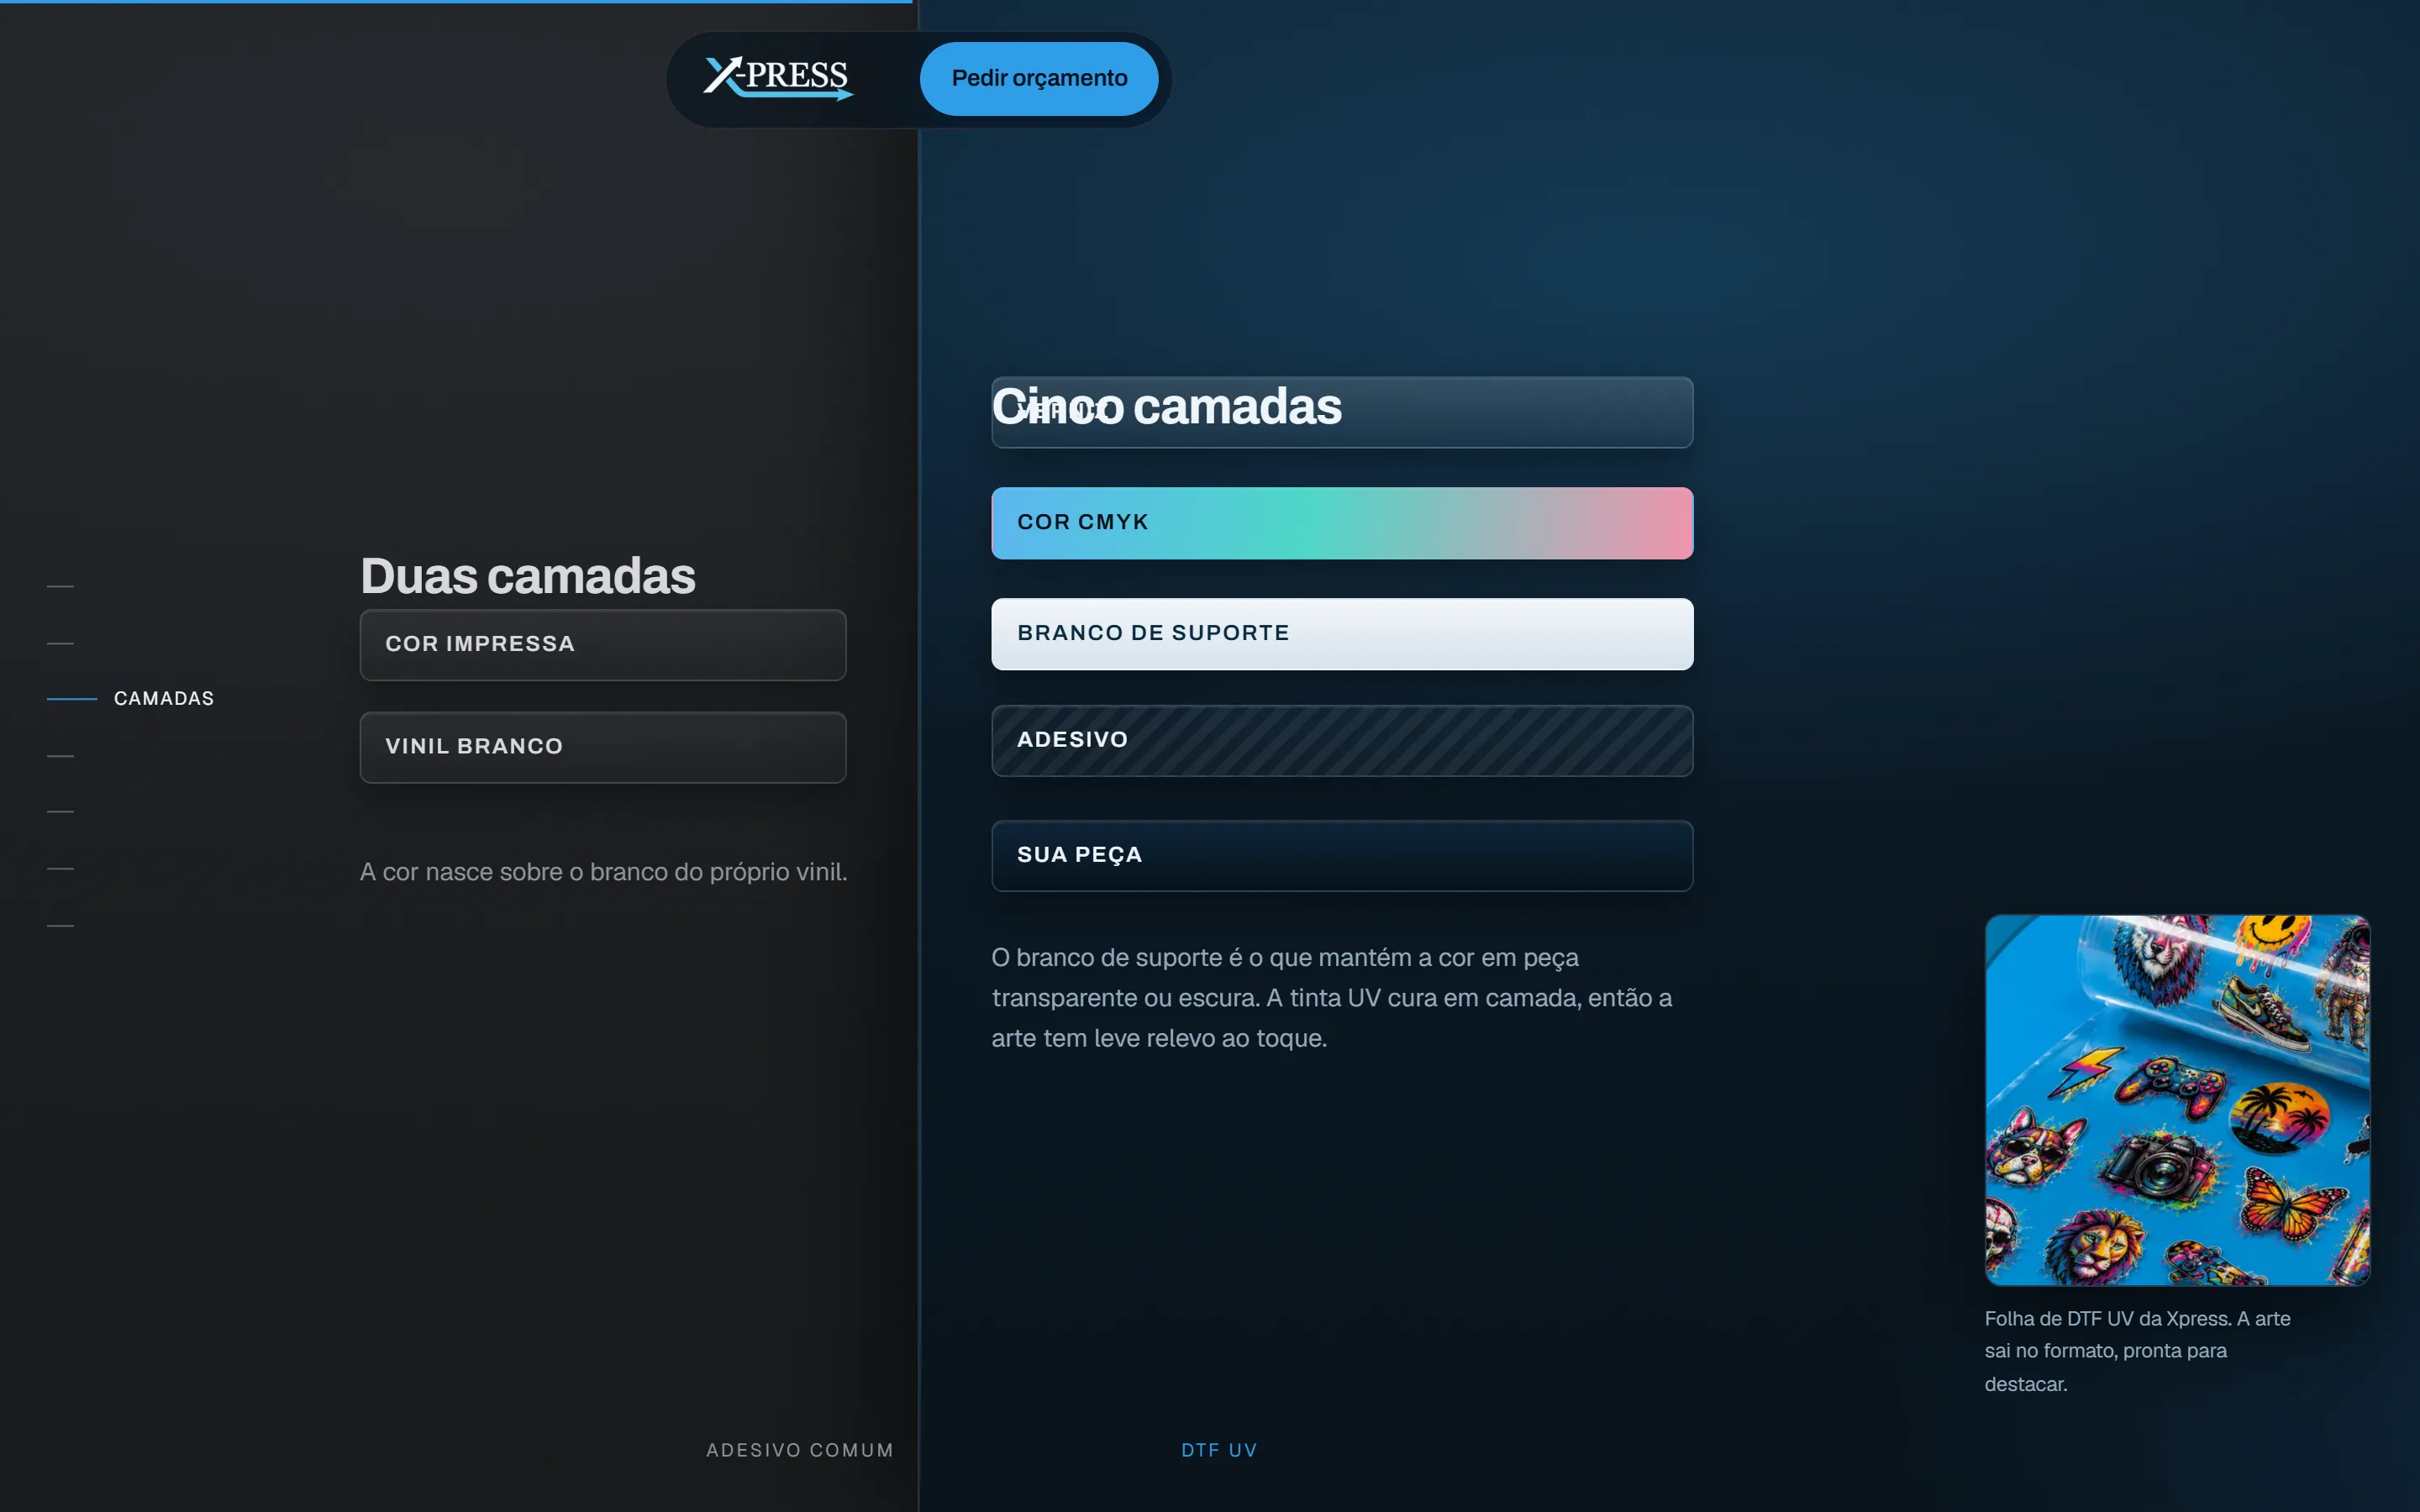 X-PRESS
Pedir orçamento
CAMADAS
Duas camadas
COR IMPRESSA
VINIL BRANCO
A cor nasce sobre o branco do próprio vinil.
Cinco camadas
COR CMYK
BRANCO DE SUPORTE
ADESIVO
SUA PEÇA
O branco de suporte é o que mantém a cor em peça
transparente ou escura. A tinta UV cura em camada, então a
arte tem leve relevo ao toque.
Folha de DTF UV da Xpress. A arte
sai no formato, pronta para
destacar.
ADESIVO COMUM
DTF UV